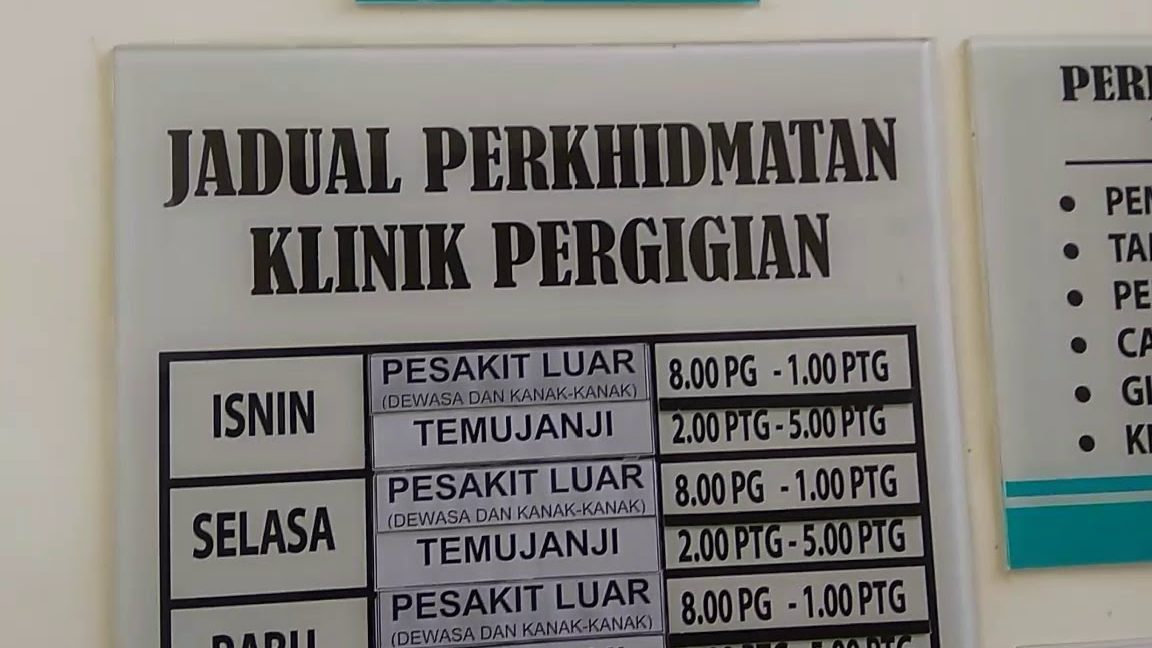 JADUAL PERKHIDMATAN
KLINIK PERGIGIAN
ISNIN
PESAKIT LUAR
(DEWASA DAN KANAK-KANAK)
8.00 PG - 1.00 PTG
TEMUJANJI
2.00 PTG - 5.00 PTG
SELASA
PESAKIT LUAR
(DEWASA DAN KANAK-KANAK)
8.00 PG - 1.00 PTG
TEMUJANJI
2.00 PTG - 5.00 PTG
PESAKIT LUAR
(DEWASA DAN KANAK-KANAK)
8.00 PG - 1.00 PTG